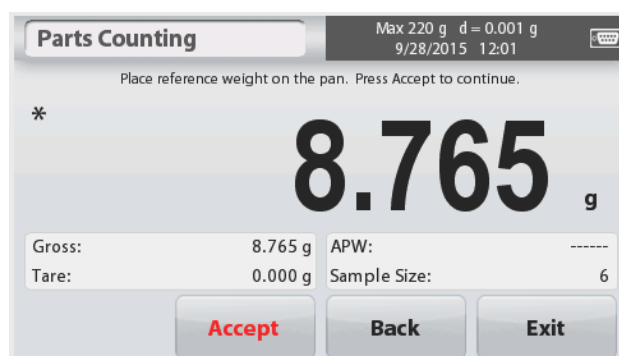 Parts Counting
Max 220 g d = 0.001 g
9/28/2015 12:01
Place reference weight on the pan. Press Accept to continue.
*
8.765 g
Gross: 8.765 g APW: ------
Tare: 0.000 g Sample Size: 6
Accept Back Exit